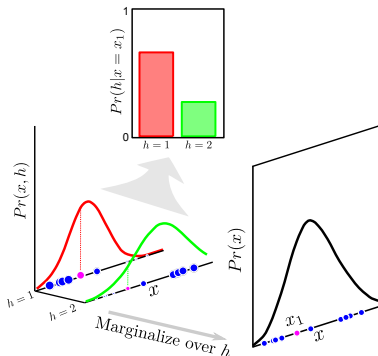 1
Pr(h|x = x₁)
0
h = 1
h = 2
Pr(x, h)
h = 1
h = 2
x
Marginalize over h
Pr(x)
x₁
x